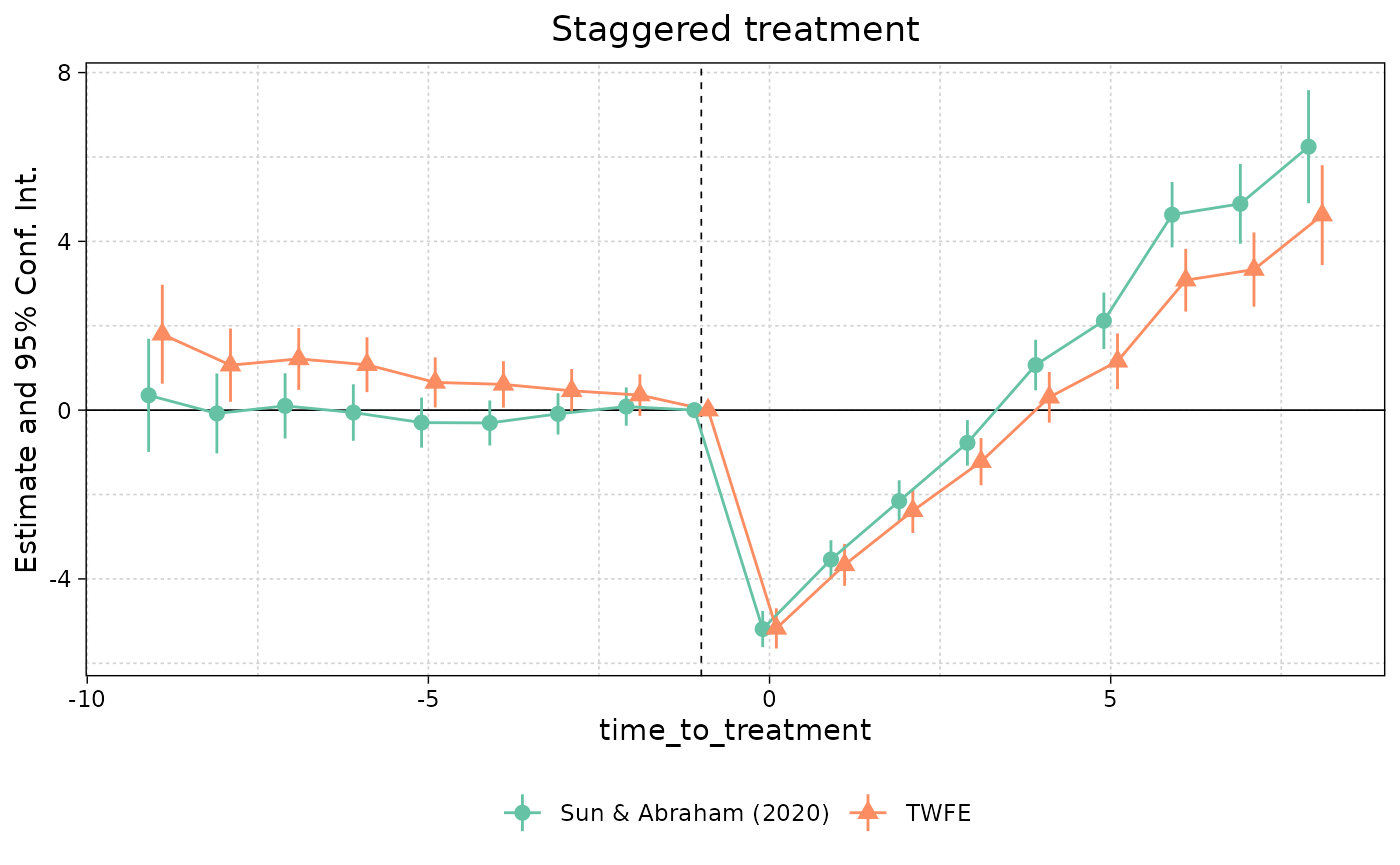 Staggered treatment
Estimate and 95% Conf. Int.
8
4
0
-4
-10 -5 0 5
time_to_treatment
Sun & Abraham (2020) TWFE